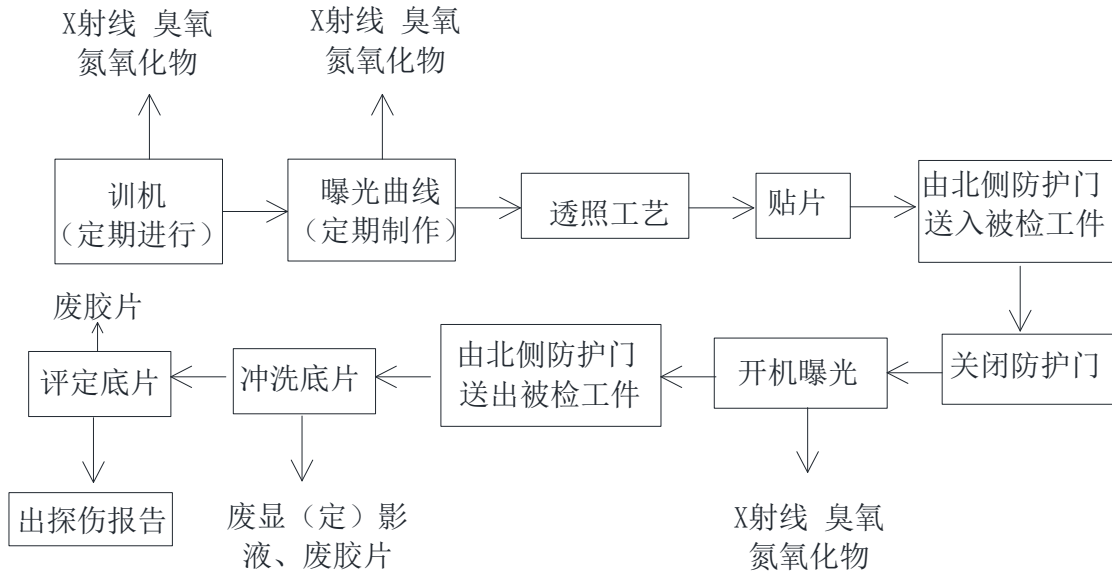 X射线 臭氧
氮氧化物
X射线 臭氧
氮氧化物
训机
（定期进行）
曝光曲线
（定期制作）
透照工艺
贴片
由北侧防护门
送入被检工件
废胶片
评定底片
冲洗底片
由北侧防护门
送出被检工件
开机曝光
关闭防护门
出探伤报告
废显（定）影
液、废胶片
X射线 臭氧
氮氧化物